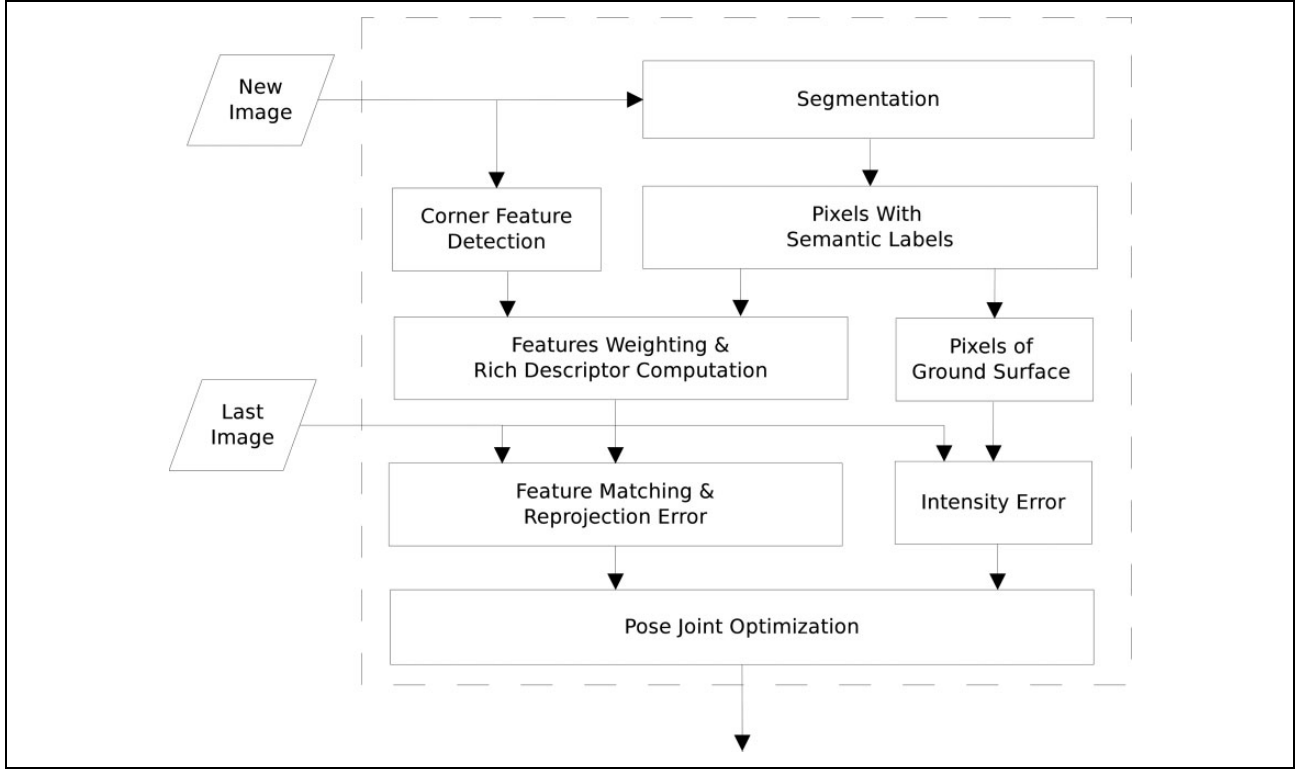 New
Image
Segmentation
Corner Feature
Detection
Pixels With
Semantic Labels
Features Weighting &
Rich Descriptor Computation
Pixels of
Ground Surface
Last
Image
Feature Matching &
Reprojection Error
Intensity Error
Pose Joint Optimization